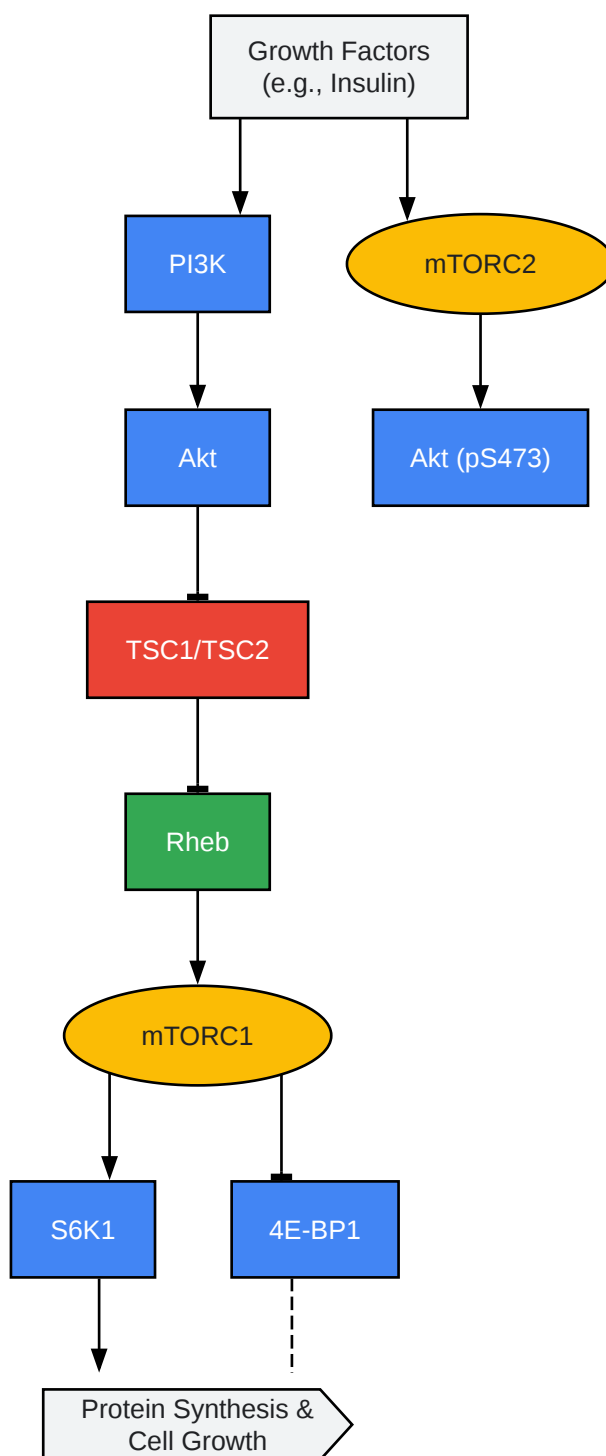 Growth Factors
(e.g., Insulin)
PI3K
mTORC2
Akt
Akt (pS473)
TSC1/TSC2
Rheb
mTORC1
S6K1
4E-BP1
Protein Synthesis &
Cell Growth